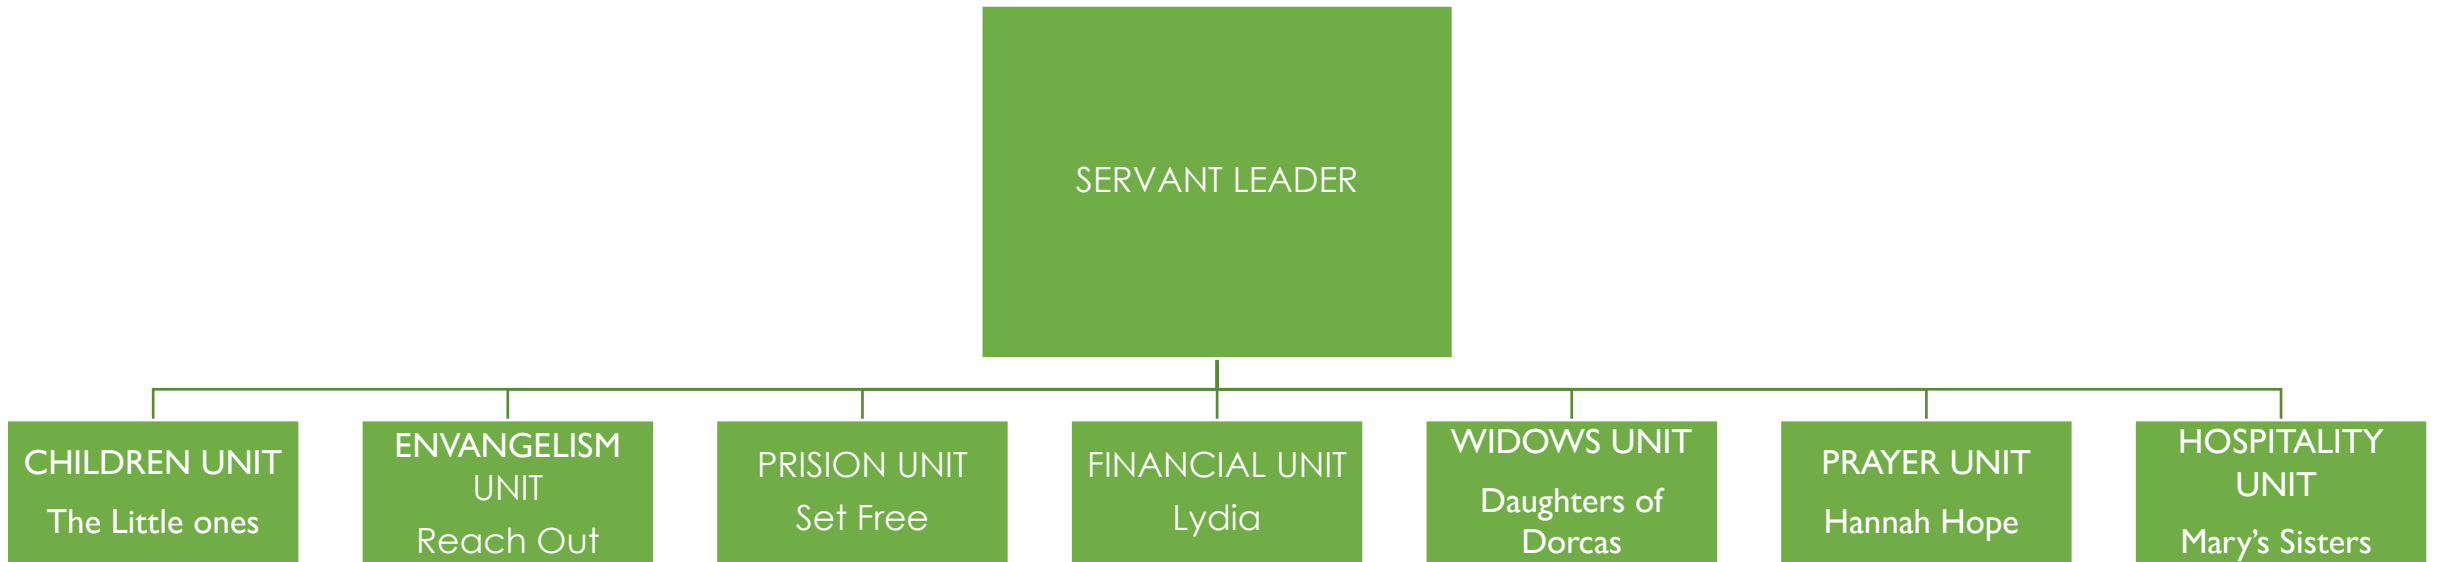 SERVANT LEADER
CHILDREN UNIT
The Little ones
ENVANGELISM
UNIT
Reach Out
PRISION UNIT
Set Free
FINANCIAL UNIT
Lydia
WIDOWS UNIT
Daughters of
Dorcas
PRAYER UNIT
Hannah Hope
HOSPITALITY
UNIT
Mary’s Sisters